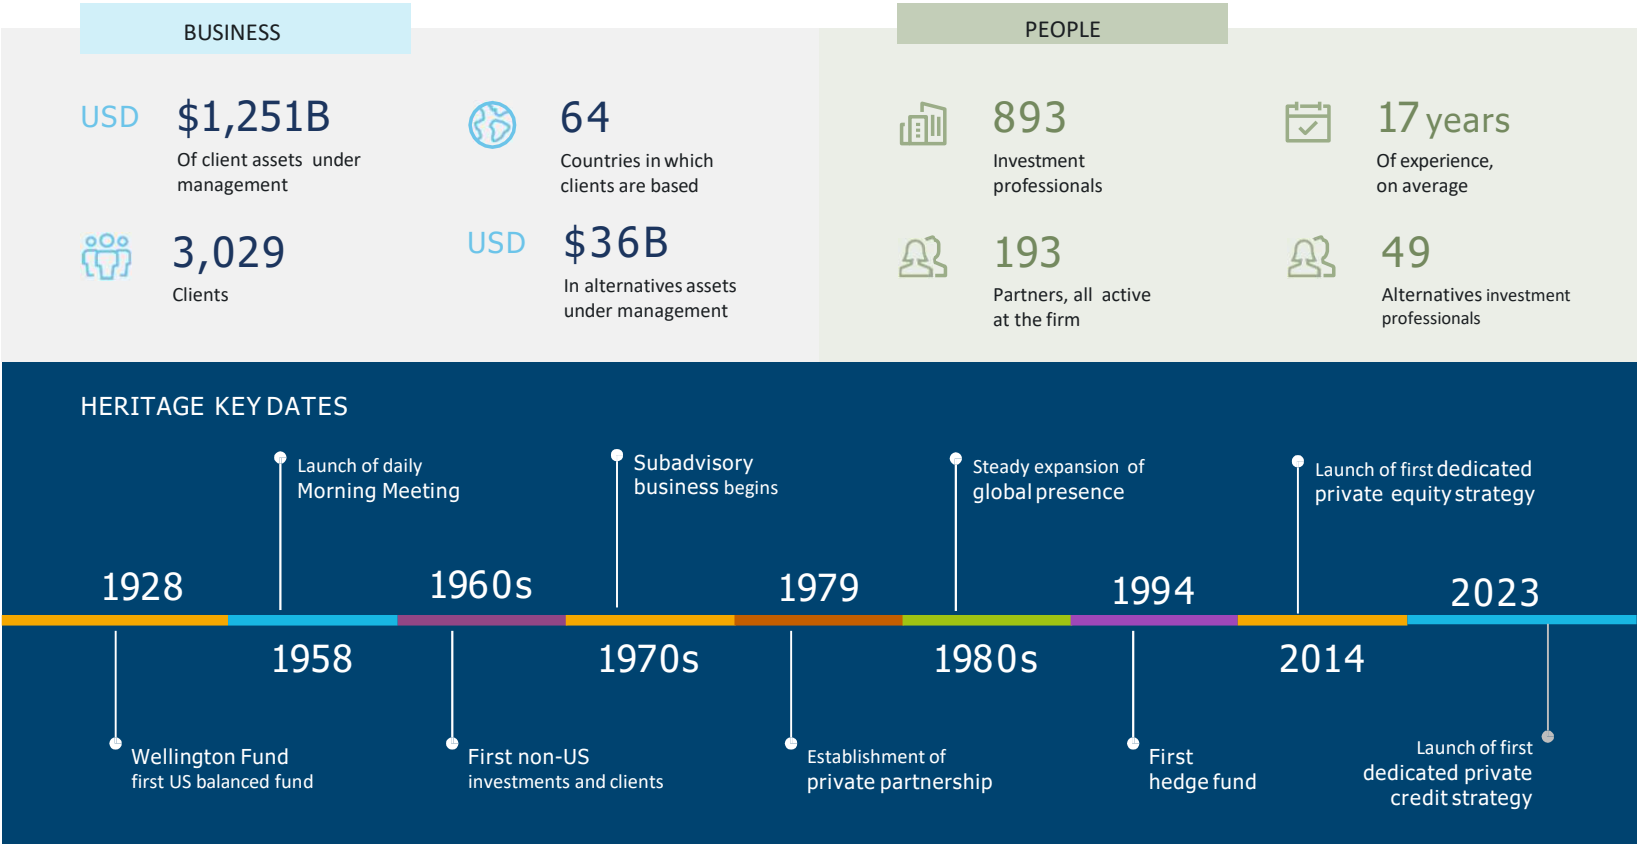 BUSINESS
USD
$1,251B
Of client assets under
management
64
Countries in which
clients are based
3,029
Clients
USD
$36B
In alternatives assets
under management
PEOPLE
893
Investment
professionals
17 years
Of experience,
on average
193
Partners, all active
at the firm
49
Alternatives investment
professionals
HERITAGE KEY DATES
1928
Wellington Fund
first US balanced fund
Launch of daily
Morning Meeting
1958
1960s
First non-US
investments and clients
Subadvisory
business begins
1970s
1979
Establishment of
private partnership
Steady expansion of
global presence
1980s
1994
First
hedge fund
Launch of first dedicated
private equity strategy
2014
2023
Launch of first
dedicated private
credit strategy